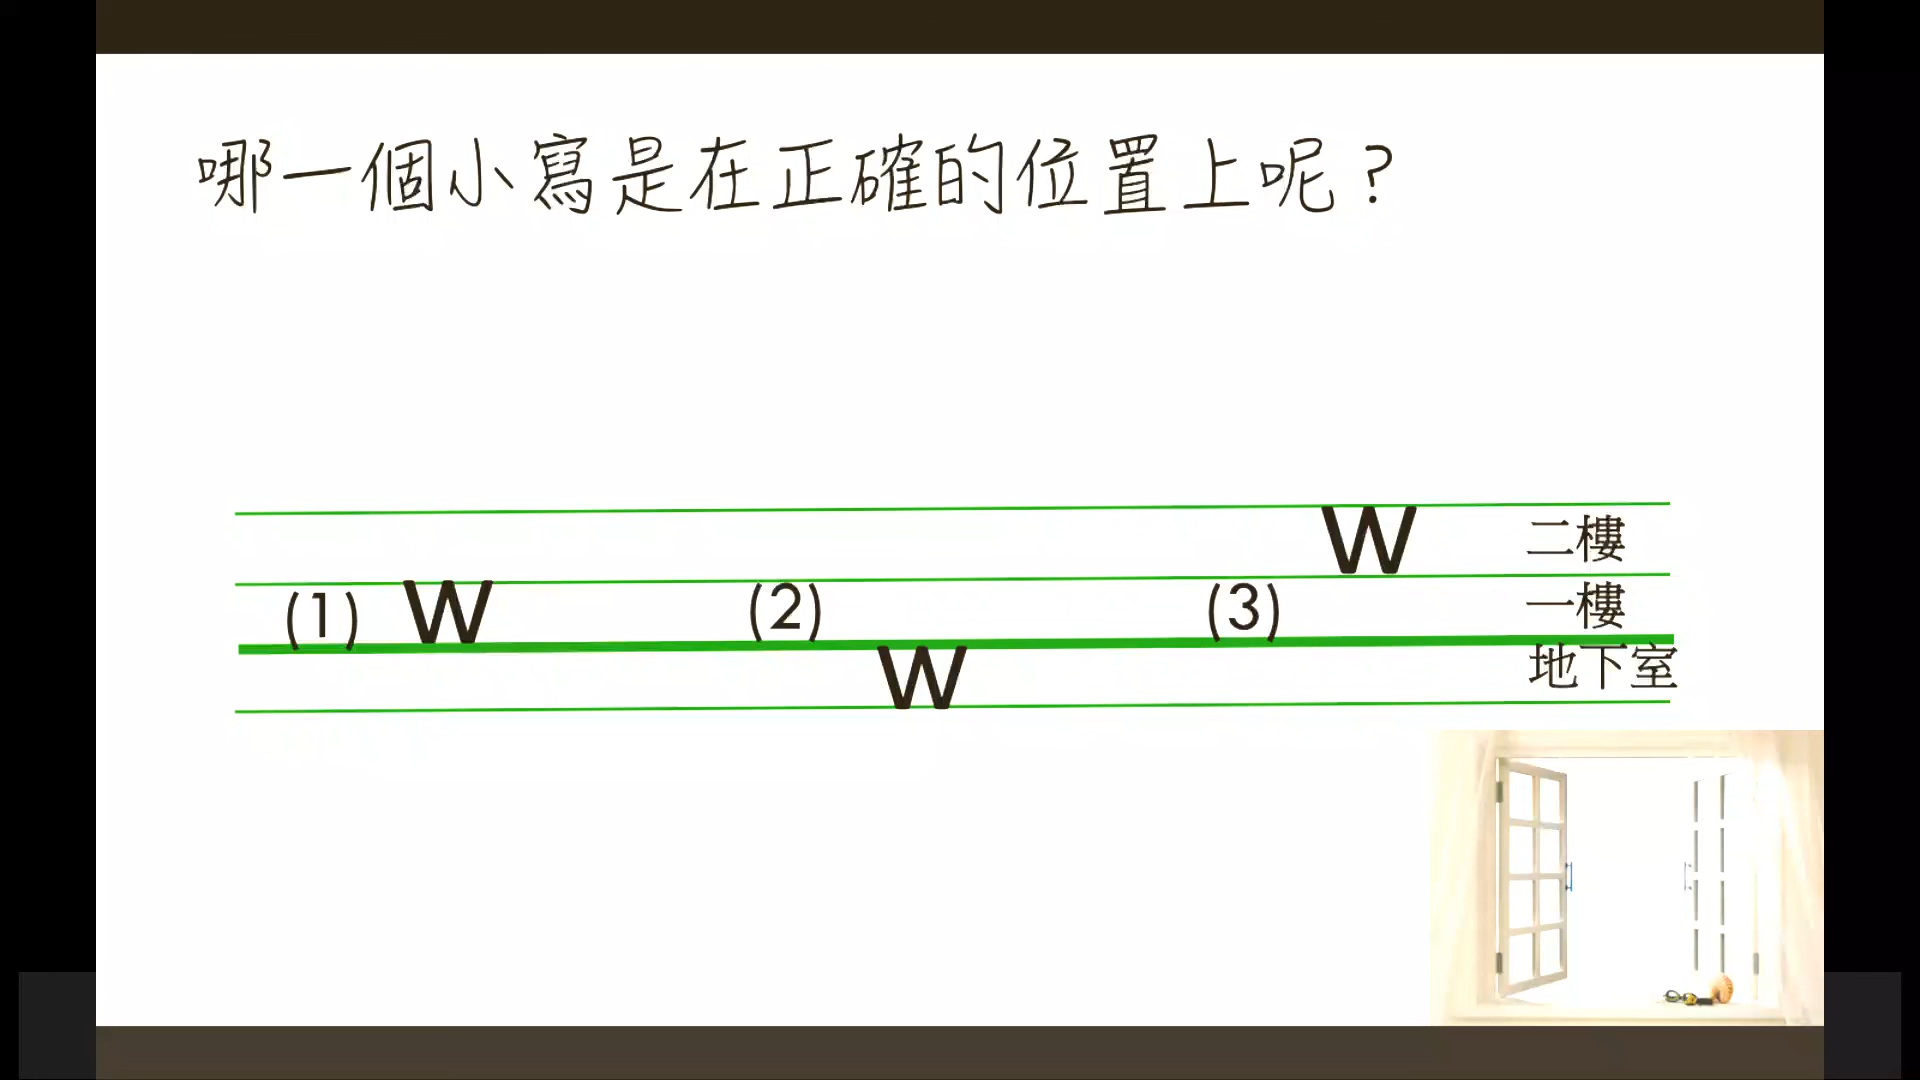 哪一個小寫是在正確的位置上呢？
w 二樓
(1) w (2) (3) 一樓
w 地下室